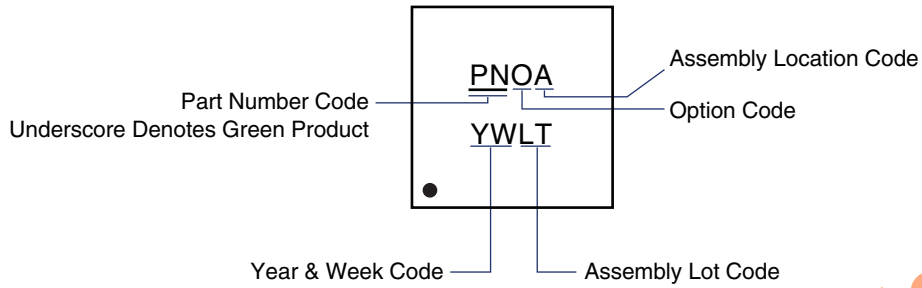 PNOA
Assembly Location Code
Part Number Code
Underscore Denotes Green Product
Option Code
YWLT
Year & Week Code
Assembly Lot Code